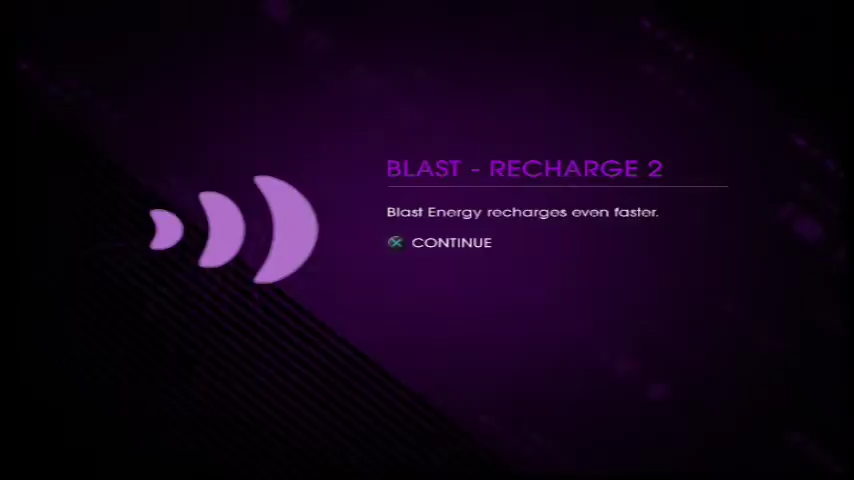 BLAST - RECHARGE 2
Blast Energy recharges even faster.
CONTINUE